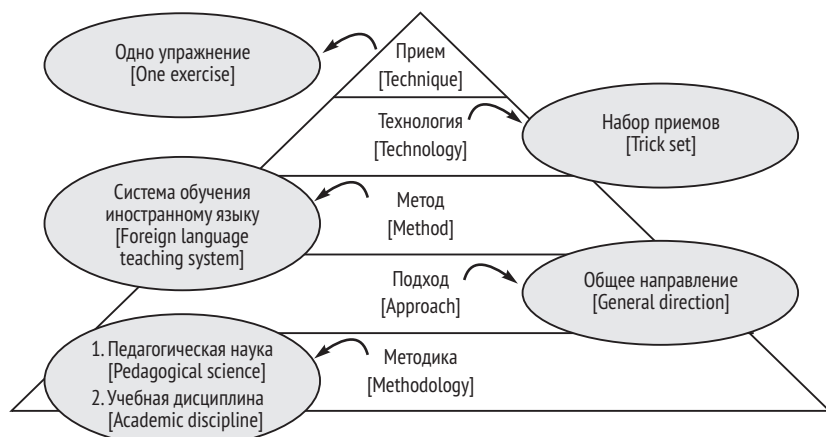 Одно упражнение
[One exercise]
Прием
[Technique]
Технология
[Technology]
Набор приемов
[Trick set]
Система обучения
иностранному языку
[Foreign language
teaching system]
Метод
[Method]
Подход
[Approach]
Общее направление
[General direction]
1. Педагогическая наука
[Pedagogical science]
2. Учебная дисциплина
[Academic discipline]
Методика
[Methodology]